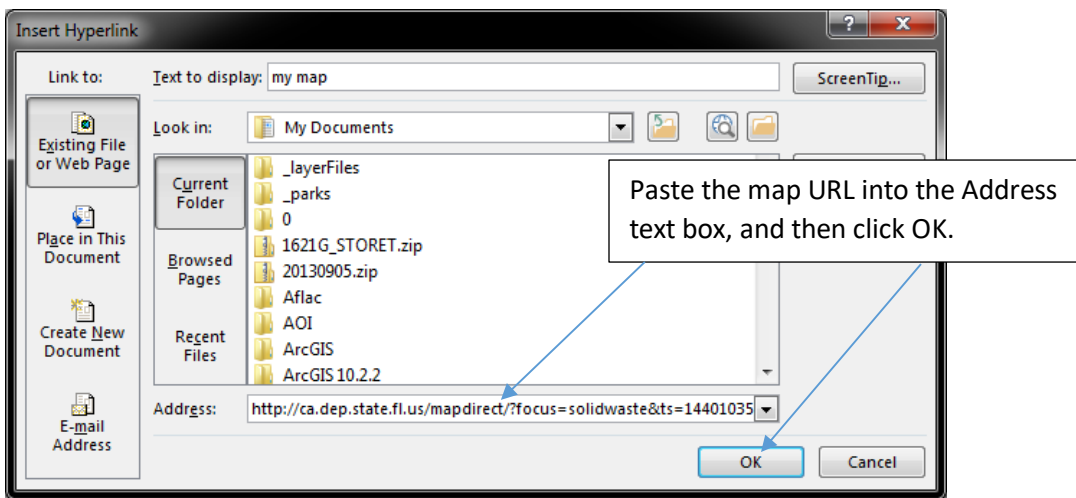 Insert Hyperlink
?
X
Link to:
Text to display: my map
ScreenTip...
Existing File
or Web Page
Look in: My Documents
Place in This
Document
Create New
Document
E-mail
Address
Current
Folder
Browsed
Pages
Recent
Files
_layerFiles
_parks
0
1621G_STORET.zip
20130905.zip
Aflac
AOI
ArcGIS
ArcGIS 10.2.2
Paste the map URL into the Address
text box, and then click OK.
Address: http://ca.dep.state.fl.us/mapdirect/?focus=solidwaste&ts=14401035
OK
Cancel